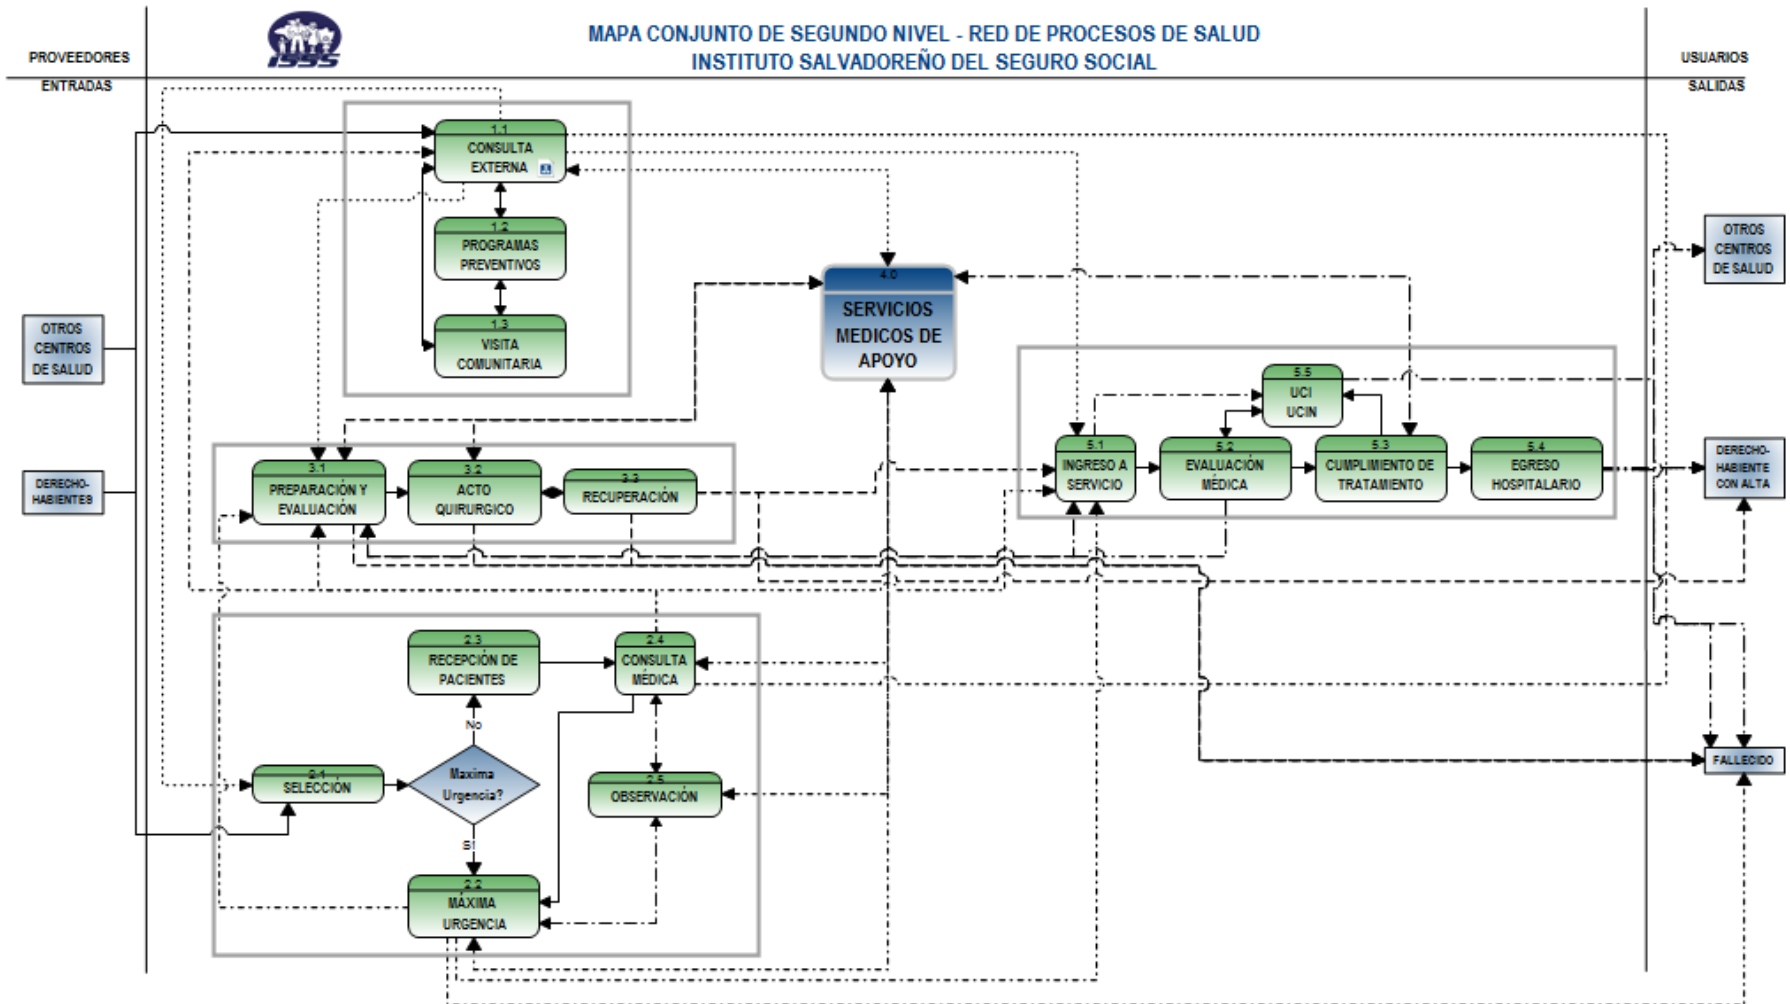 MAPA CONJUNTO DE SEGUNDO NIVEL - RED DE PROCESOS DE SALUD
INSTITUTO SALVADOREÑO DEL SEGURO SOCIAL
ISSS
PROVEEDORES
ENTRADAS
USUARIOS
SALIDAS
1.1
CONSULTA
EXTERNA
1.2
PROGRAMAS
PREVENTIVOS
1.3
VISITA
COMUNITARIA
OTROS
CENTROS
DE SALUD
DERECHO-
HABIENTES
4.0
SERVICIOS
MEDICOS DE
APOYO
3.1
PREPARACIÓN Y
EVALUACIÓN
3.2
ACTO
QUIRURGICO
3.3
RECUPERACIÓN
5.5
UCI
UCIN
5.1
INGRESO A
SERVICIO
5.2
EVALUACIÓN
MÉDICA
5.3
CUMPLIMIENTO DE
TRATAMIENTO
5.4
EGRESO
HOSPITALARIO
OTROS
CENTROS
DE SALUD
DERECHO-
HABIENTE
CON ALTA
FALLECIDO
2.3
RECEPCIÓN DE
PACIENTES
2.4
CONSULTA
MÉDICA
No
2.1
SELECCIÓN
Maxima
Urgencia?
2.5
OBSERVACIÓN
Si
2.2
MÁXIMA
URGENCIA